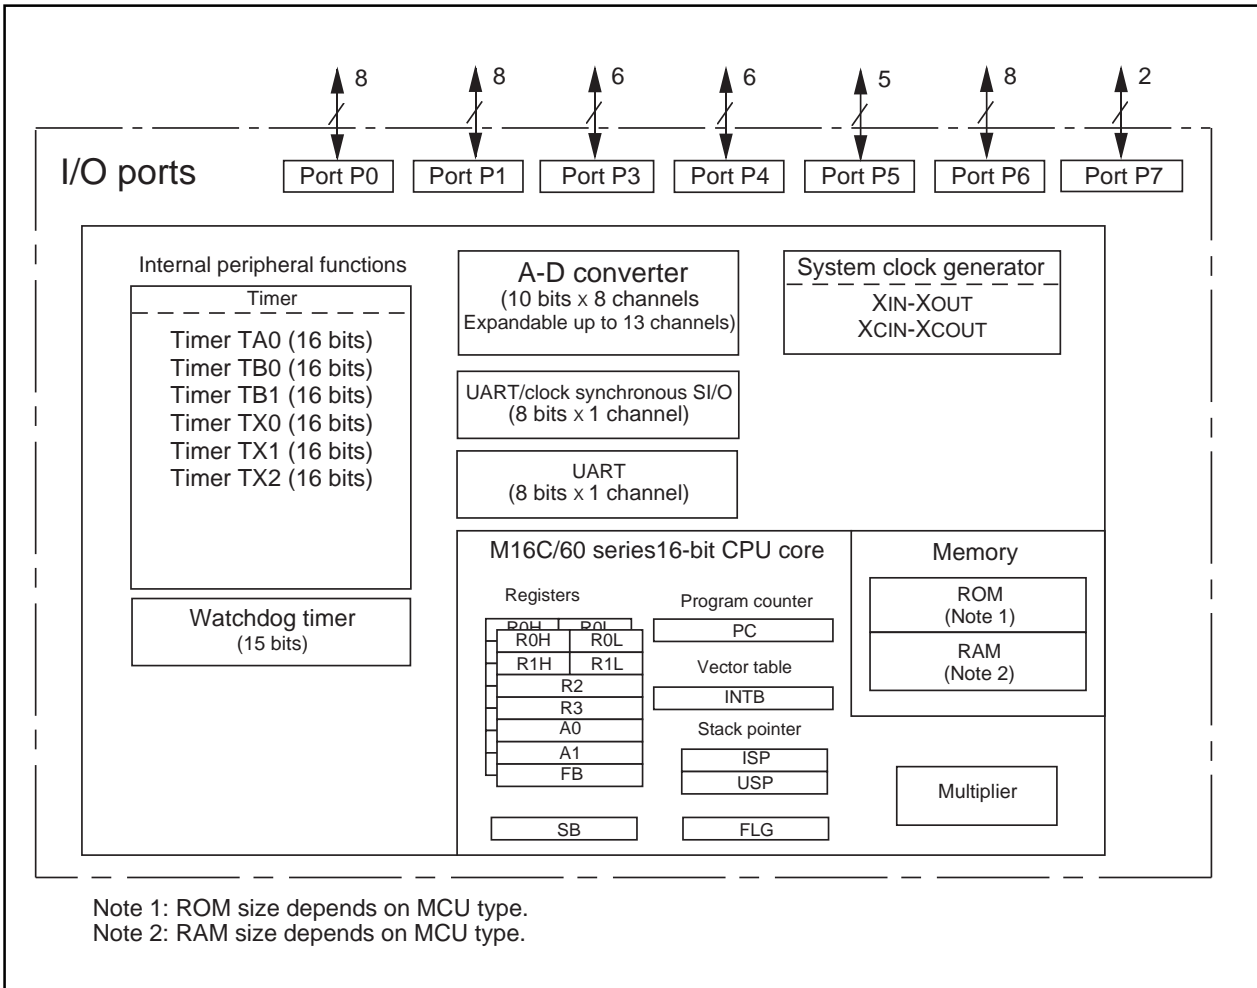 8 8 6 6 5 8 2
I/O ports
Port P0 Port P1 Port P3 Port P4 Port P5 Port P6 Port P7
Internal peripheral functions
Timer
Timer TA0 (16 bits)
Timer TB0 (16 bits)
Timer TB1 (16 bits)
Timer TX0 (16 bits)
Timer TX1 (16 bits)
Timer TX2 (16 bits)
Watchdog timer
(15 bits)
A-D converter
(10 bits x 8 channels
Expandable up to 13 channels)
UART/clock synchronous SI/O
(8 bits x 1 channel)
UART
(8 bits x 1 channel)
System clock generator
XIN-XOUT
XCIN-XCOUT
M16C/60 series16-bit CPU core
Registers
R0H R0L
R0H R0L
R1H R1L
R2
R3
A0
A1
FB
SB
Program counter
PC
Vector table
INTB
Stack pointer
ISP
USP
FLG
Memory
ROM
(Note 1)
RAM
(Note 2)
Multiplier
Note 1: ROM size depends on MCU type.
Note 2: RAM size depends on MCU type.